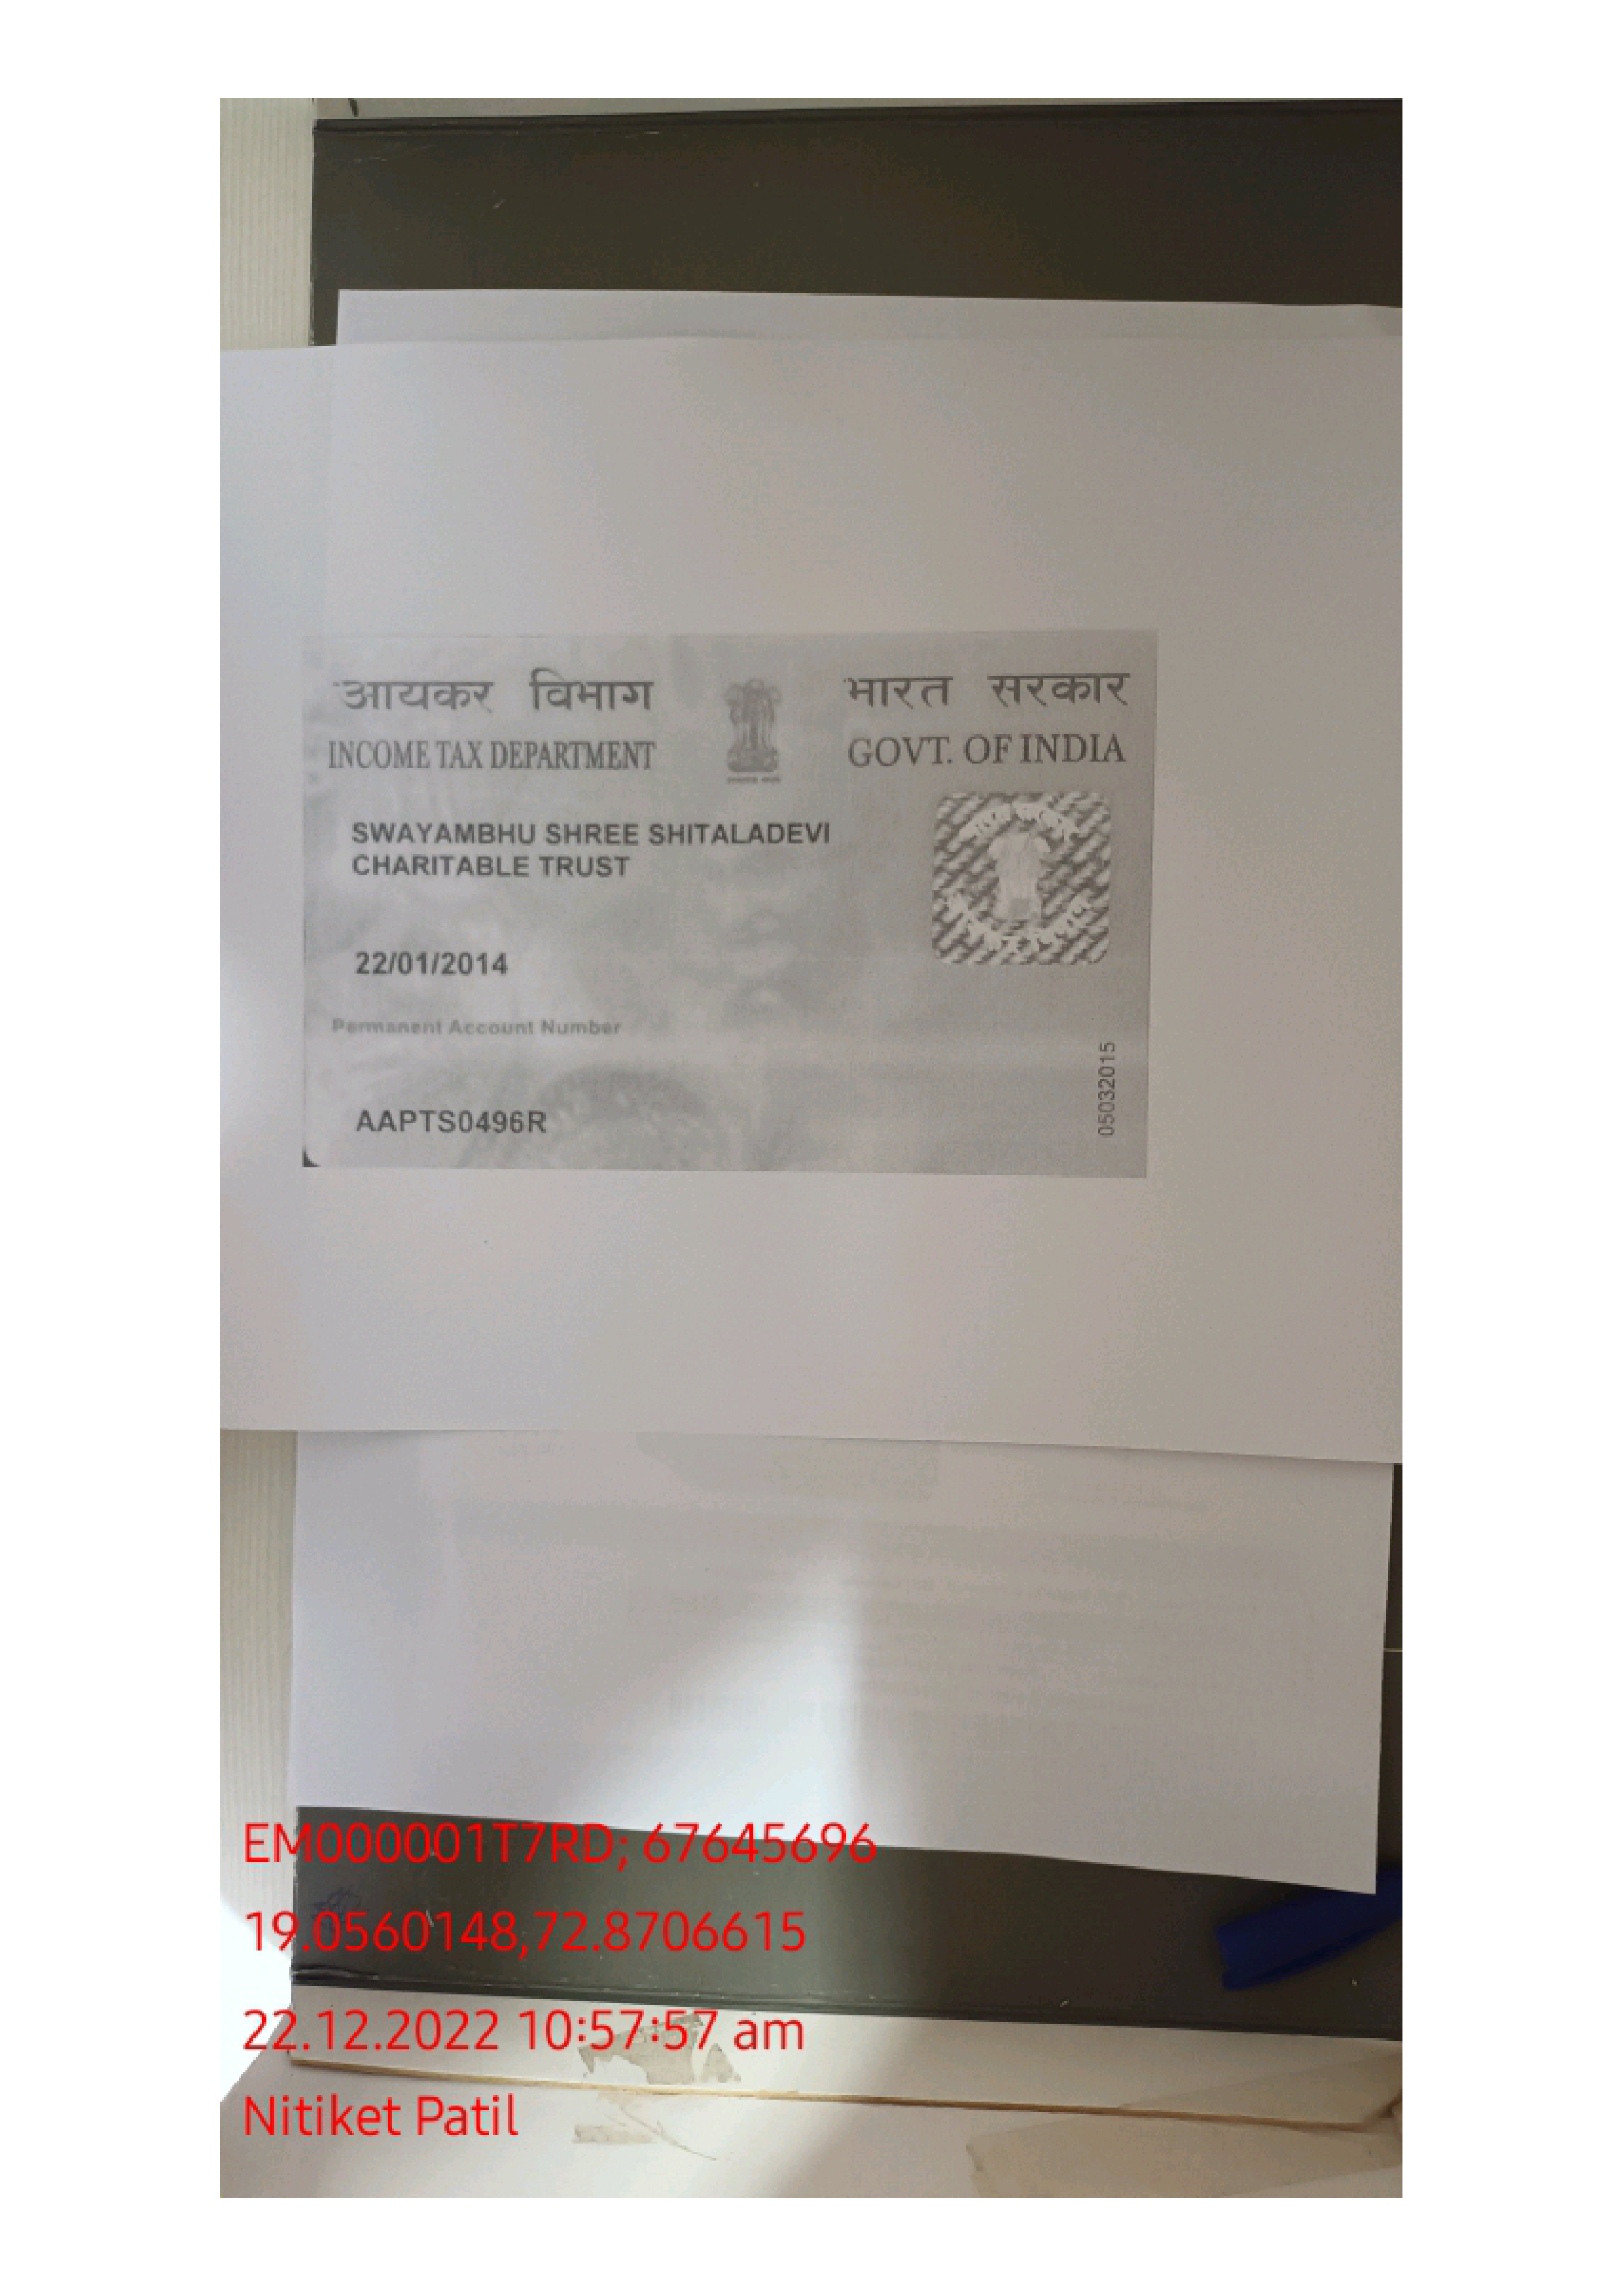 आयकर विभाग
INCOME TAX DEPARTMENT
भारत सरकार
GOVT. OF INDIA
SWAYAMBHU SHREE SHITALADEVI
CHARITABLE TRUST
22/01/2014
Permanent Account Number
AAPTS0496R
05032015
EM000001T7RD; 67645696
19.0560148,72.8706615
22.12.2022 10:57:57 am
Nitiket Patil